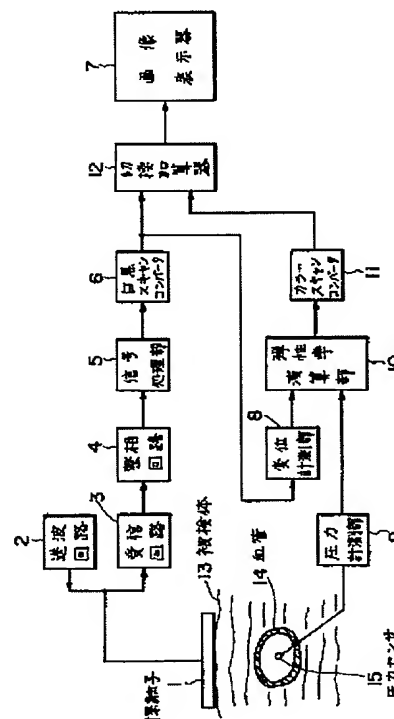 7
画像
表示器
12
切換加算器
6
白黒
スキャン
コンバータ
11
カラー
スキャン
コンバータ
5
信号
処理部
弾性率
演算部
4
整相
回路
8
変位
計測部
2
送波
回路
3
受信
回路
圧力
計測部
13 被検体
14 血管
1
探触子
15
圧力センサ